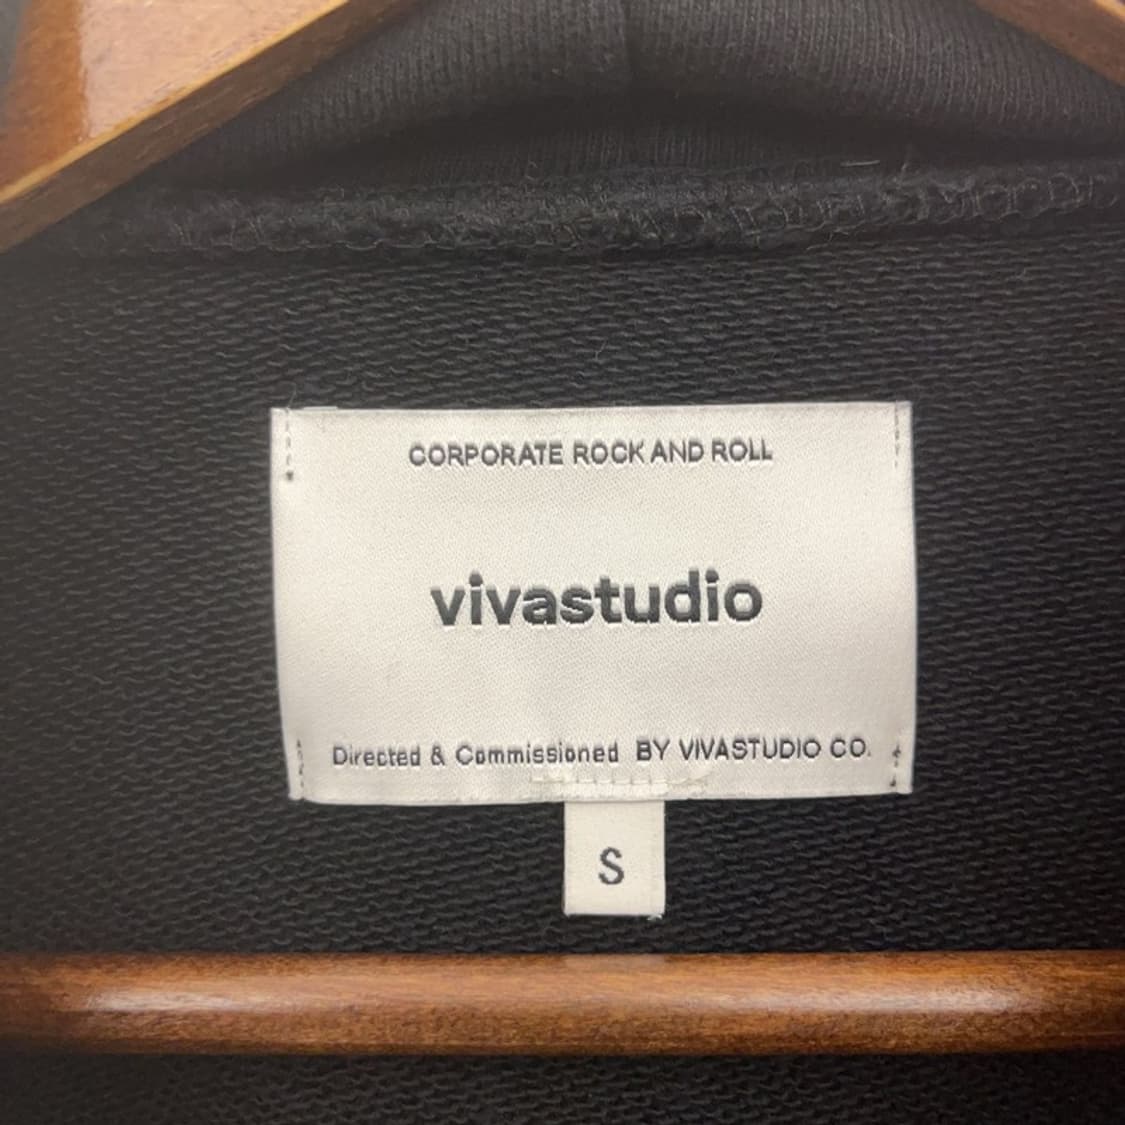 CORPORATE ROCK AND ROLL
vivastudio
Directed & Commissioned BY VIVASTUDIO CO.
S